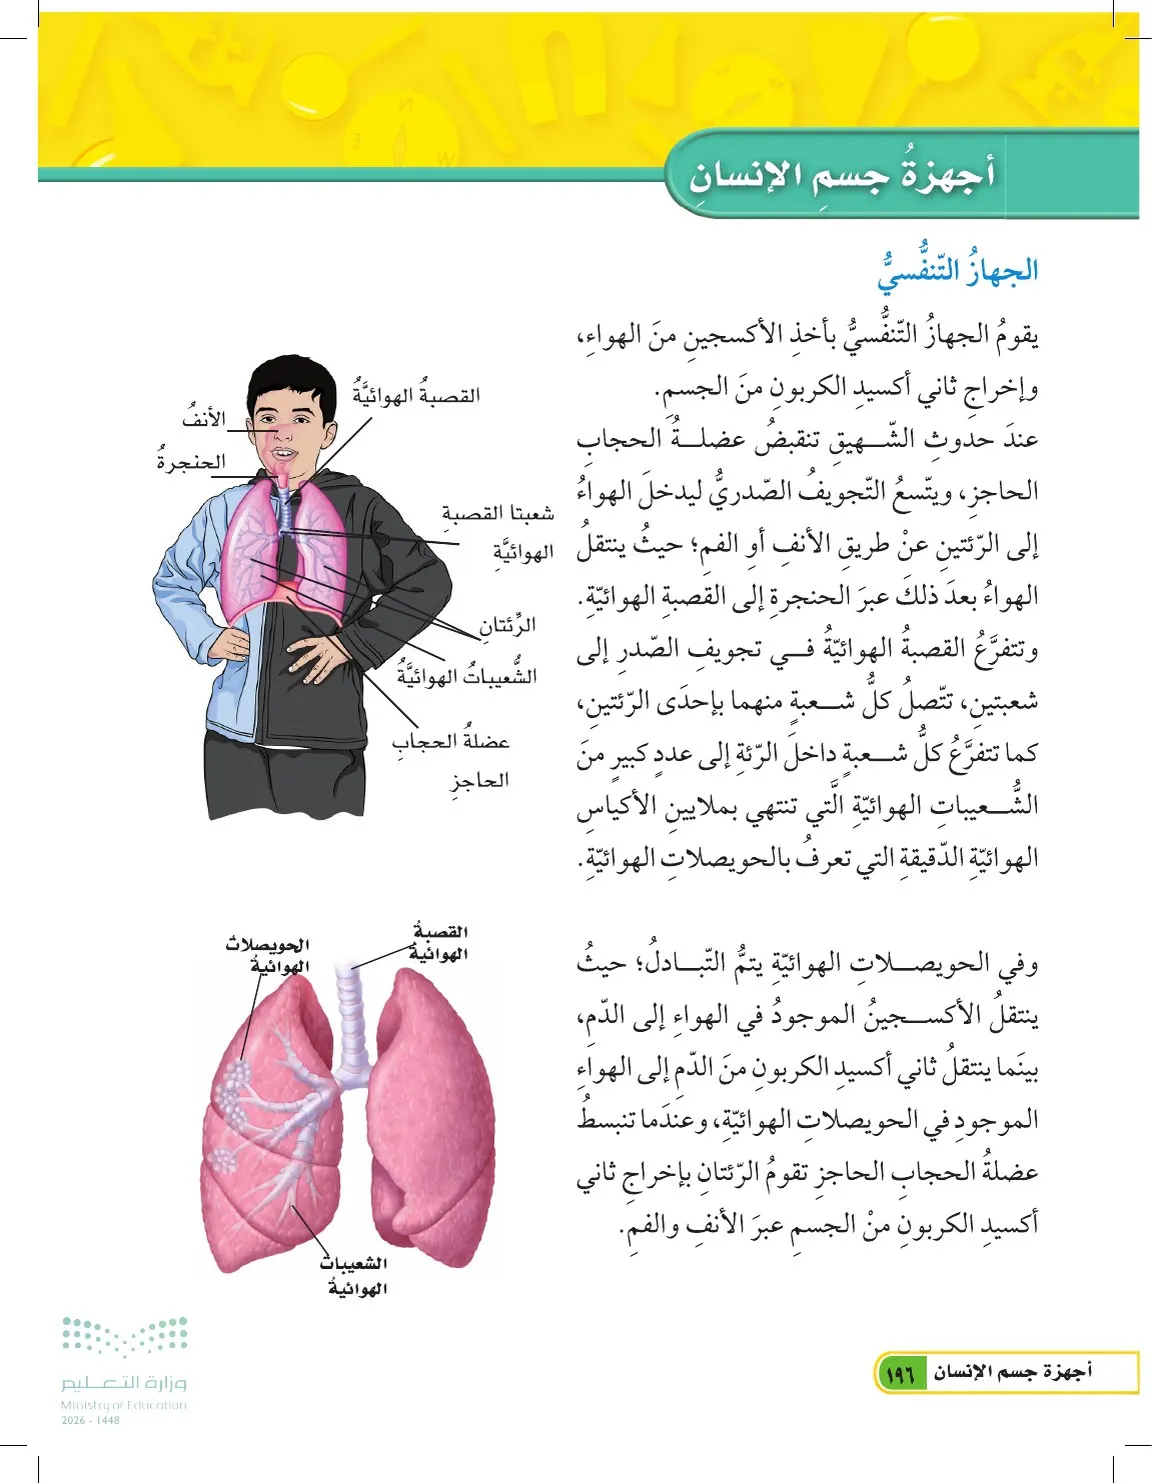 أجهزةُ جسمِ الإنسانِ
الجهازُ التّنفُّسيُّ
يقومُ الجهازُ التّنفُّسيُّ بأخذِ الأكسجينِ منَ الهواءِ،
وإخراجِ ثاني أكسيدِ الكربونِ منَ الجسمِ.
عندَ حدوثِ الشّهيقِ تنقبضُ عضلةُ الحجابِ
الحاجزِ، ويتّسعُ التّجويفُ الصّدريُّ ليدخلَ الهواءُ
إلى الرّئتينِ عنْ طريقِ الأنفِ أوِ الفمِ؛ حيثُ ينتقلُ
الهواءُ بعدَ ذلكَ عبرَ الحنجرةِ إلى القصبةِ الهوائيّةِ.
وتتفرَّعُ القصبةُ الهوائيّةُ في تجويفِ الصّدرِ إلى
شعبتينِ، تتّصلُ كلُّ شعبةٍ منهما بإحدَى الرّئتينِ،
كما تتفرَّعُ كلُّ شعبةٍ داخلَ الرّئةِ إلى عددٍ كبيرٍ منَ
الشُّعيباتِ الهوائيّةِ الَّتي تنتهي بملايينِ الأكياسِ
الهوائيّةِ الدّقيقةِ التي تعرفُ بالحويصلاتِ الهوائيّةِ.
وفي الحويصلاتِ الهوائيّةِ يتمُّ التّبادلُ؛ حيثُ
ينتقلُ الأكسجينُ الموجودُ في الهواءِ إلى الدّمِ،
بينَما ينتقلُ ثاني أكسيدِ الكربونِ منَ الدّمِ إلى الهواءِ
الموجودِ في الحويصلاتِ الهوائيّةِ، وعندَما تنبسطُ
عضلةُ الحجابِ الحاجزِ تقومُ الرّئتانِ بإخراجِ ثاني
أكسيدِ الكربونِ منْ الجسمِ عبرَ الأنفِ والفمِ.
القصبةُ الهوائيَّةُ
الأنفُ
الحنجرةُ
شعبتا القصبةِ
الهوائيَّةِ
الرِّئتانِ
الشُّعيباتُ الهوائيَّةُ
عضلةُ الحجابِ
الحاجزِ
القصبةُ
الهوائيةُ
الحويصلاتُ
الهوائيةُ
الشعيباتُ
الهوائيةُ
أجهزة جسم الإنسان
١٩٦
وزارة التعليم
Ministry of Education
2026 - 1448